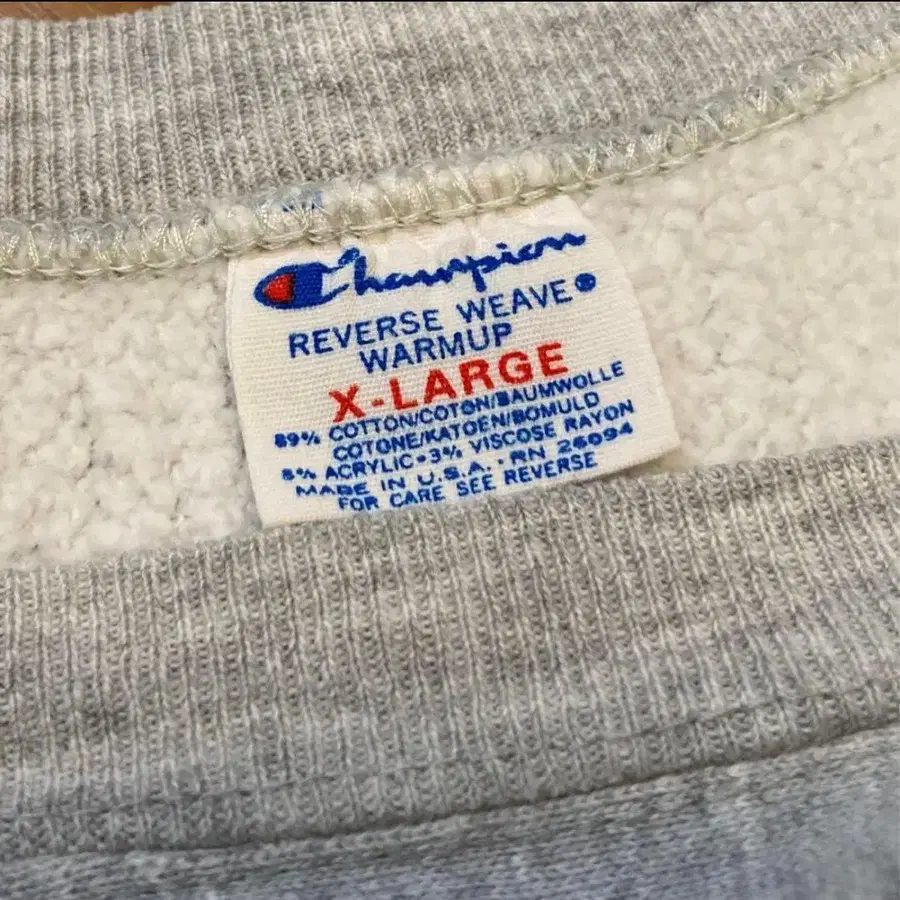 Champion
REVERSE WEAVE®
WARMUP
X-LARGE
89% COTTON/COTON/BAUMWOLLE
COTONE/KATOEN/BOMULD
8% ACRYLIC·3% VISCOSE RAYON
MADE IN U.S.A. · RN 26094
FOR CARE SEE REVERSE